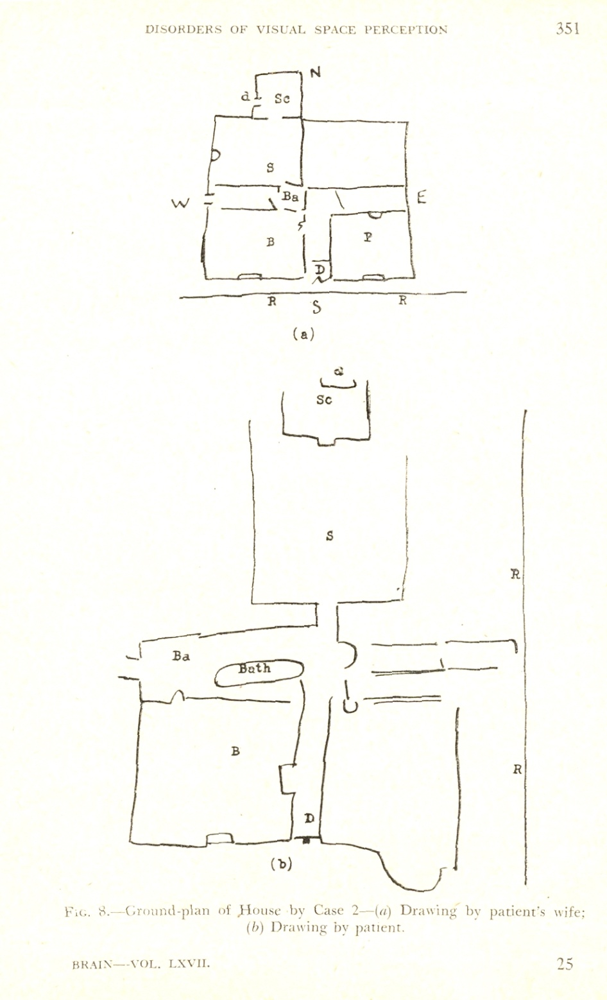 DISORDERS OF VISUAL SPACE PERCEPTION 351
N
d Sc
S
W Ba E
B P
D
R S R
(a)
d
Sc
S
R
Ba
Bath
B R
D
(b)
FIG. 8.—Ground-plan of House by Case 2—(a) Drawing by patient's wife;
(b) Drawing by patient.
BRAIN—VOL. LXVII. 25